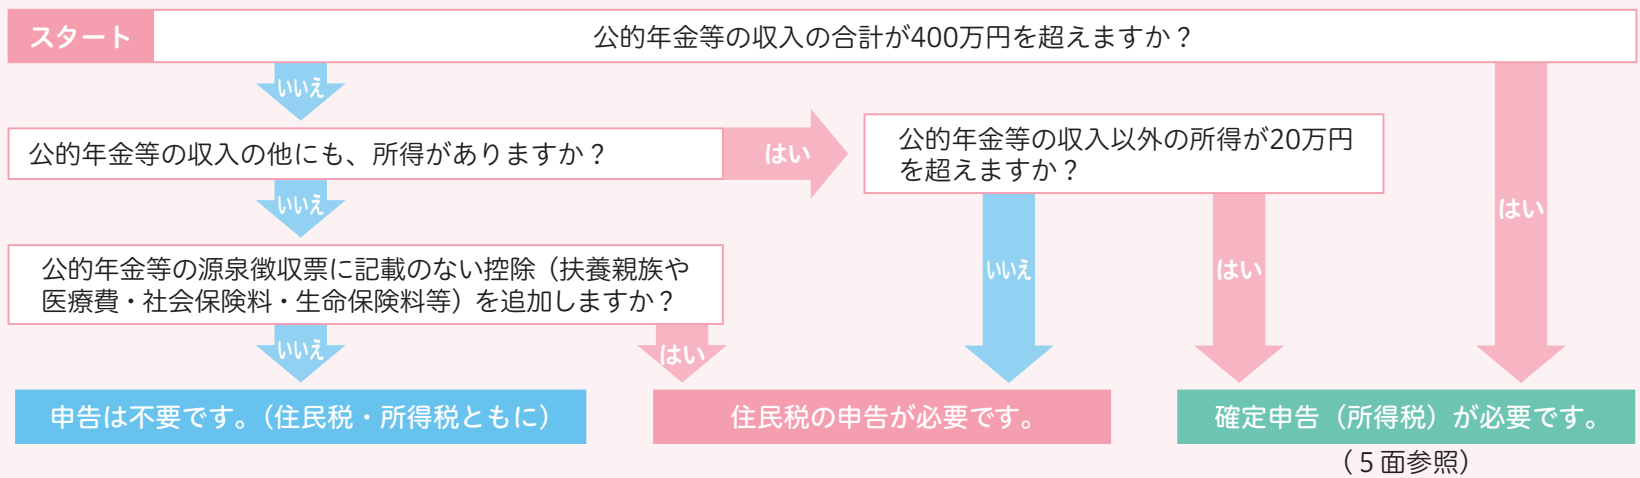 スタート
公的年金等の収入の合計が400万円を超えますか？
いいえ
はい
公的年金等の収入の他にも、所得がありますか？
はい
公的年金等の収入以外の所得が20万円
を超えますか？
いいえ
いいえ
はい
公的年金等の源泉徴収票に記載のない控除（扶養親族や
医療費・社会保険料・生命保険料等）を追加しますか？
いいえ
はい
申告は不要です。（住民税・所得税ともに）
住民税の申告が必要です。
確定申告（所得税）が必要です。
（５面参照）